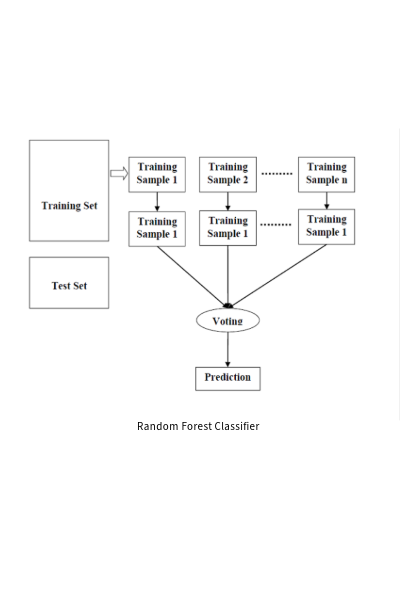 Training
Sample 1
Training
Sample 2
.........
Training
Sample n
Training Set
Training
Sample 1
Training
Sample 1
.........
Training
Sample 1
Test Set
Voting
Prediction
Random Forest Classifier